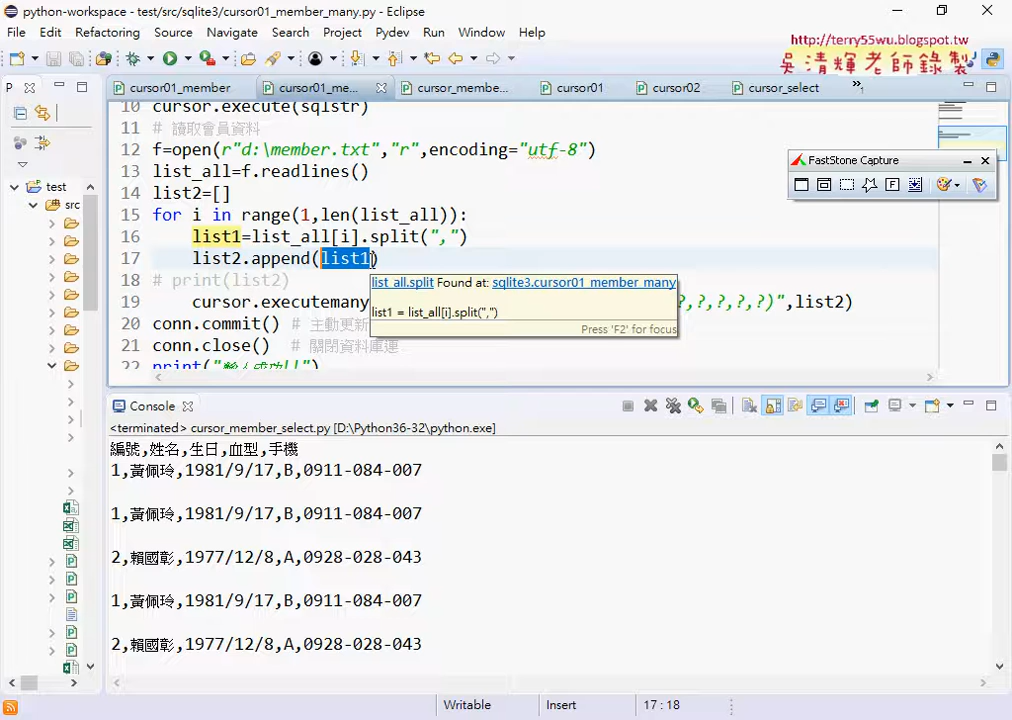 python-workspace - test/src/sqlite3/cursor01_member_many.py - Eclipse
File Edit Refactoring Source Navigate Search Project Pydev Run Window Help
http://terry55wu.blogspot.tw
吳清輝老師錄製
P cursor01_member cursor01_me... cursor_membe... cursor01 cursor02 cursor_select
10 cursor.execute(sqlstr)
11 # 讀取會員資料
12 f=open(r"d:\member.txt","r",encoding="utf-8")
13 list_all=f.readlines()
14 list2=[]
15 for i in range(1,len(list_all)):
16 list1=list_all[i].split(",")
17 list2.append(list1)
18 # print(list2)
19 cursor.executemany ,?,?,?,?)",list2)
20 conn.commit() # 主動更新
21 conn.close() # 關閉資料庫連
22 print("
list_all.split Found at: sqlite3.cursor01_member_many
list1 = list_all[i].split(",")
Press 'F2' for focus
FastStone Capture
test
src
Console
<terminated> cursor_member_select.py [D:\Python36-32\python.exe]
編號,姓名,生日,血型,手機
1,黃佩玲,1981/9/17,B,0911-084-007
1,黃佩玲,1981/9/17,B,0911-084-007
2,賴國彰,1977/12/8,A,0928-028-043
1,黃佩玲,1981/9/17,B,0911-084-007
2,賴國彰,1977/12/8,A,0928-028-043
Writable Insert 17 : 18